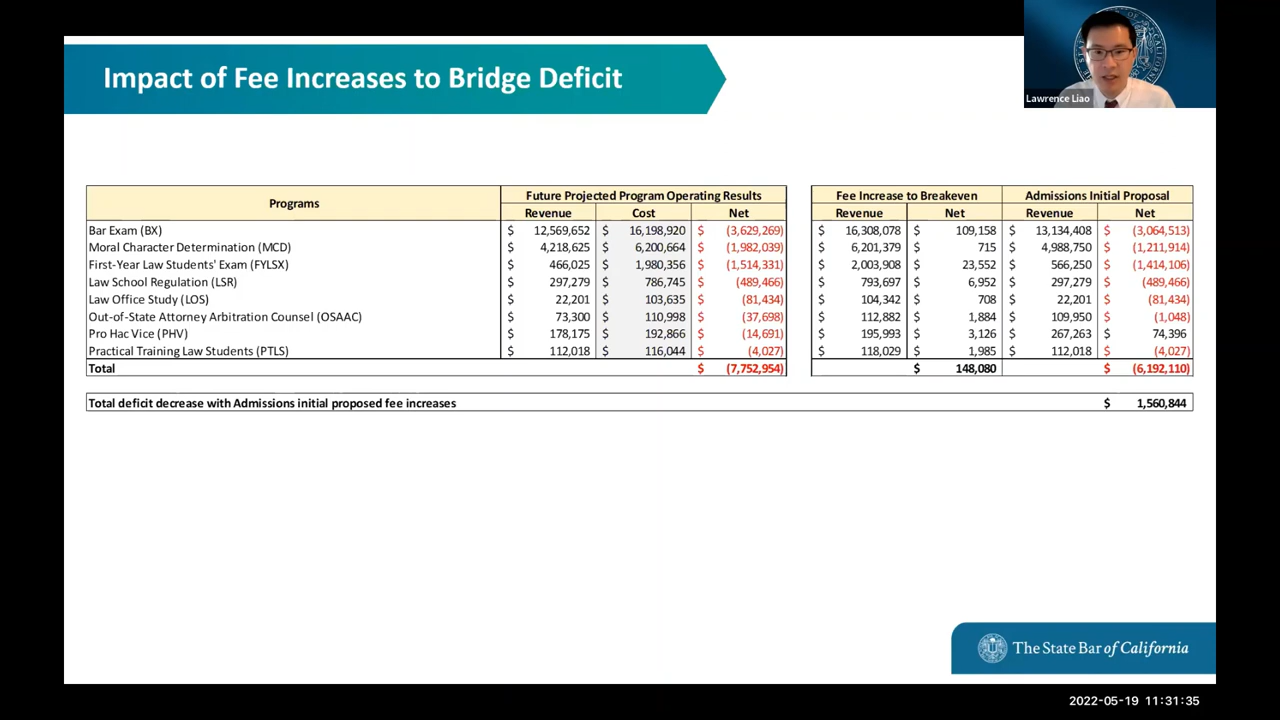 Impact of Fee Increases to Bridge Deficit
Lawrence Liao
Programs Future Projected Program Operating Results Fee Increase to Breakeven Admissions Initial Proposal
Revenue Cost Net Revenue Net Revenue Net
Bar Exam (BX) $ 12,569,652 $ 16,198,920 $ (3,629,269) $ 16,308,078 $ 109,158 $ 13,134,408 $ (3,064,513)
Moral Character Determination (MCD) $ 4,218,625 $ 6,200,664 $ (1,982,039) $ 6,201,379 $ 715 $ 4,988,750 $ (1,211,914)
First-Year Law Students' Exam (FYLSX) $ 466,025 $ 1,980,356 $ (1,514,331) $ 2,003,908 $ 23,552 $ 566,250 $ (1,414,106)
Law School Regulation (LSR) $ 297,279 $ 786,745 $ (489,466) $ 793,697 $ 6,952 $ 297,279 $ (489,466)
Law Office Study (LOS) $ 22,201 $ 103,635 $ (81,434) $ 104,342 $ 708 $ 22,201 $ (81,434)
Out-of-State Attorney Arbitration Counsel (OSAAC) $ 73,300 $ 110,998 $ (37,698) $ 112,882 $ 1,884 $ 109,950 $ (1,048)
Pro Hac Vice (PHV) $ 178,175 $ 192,866 $ (14,691) $ 195,993 $ 3,126 $ 267,263 $ 74,396
Practical Training Law Students (PTLS) $ 112,018 $ 116,044 $ (4,027) $ 118,029 $ 1,985 $ 112,018 $ (4,027)
Total $ (7,752,954) $ 148,080 $ (6,192,110)
Total deficit decrease with Admissions initial proposed fee increases $ 1,560,844
The State Bar of California
2022-05-19 11:31:35